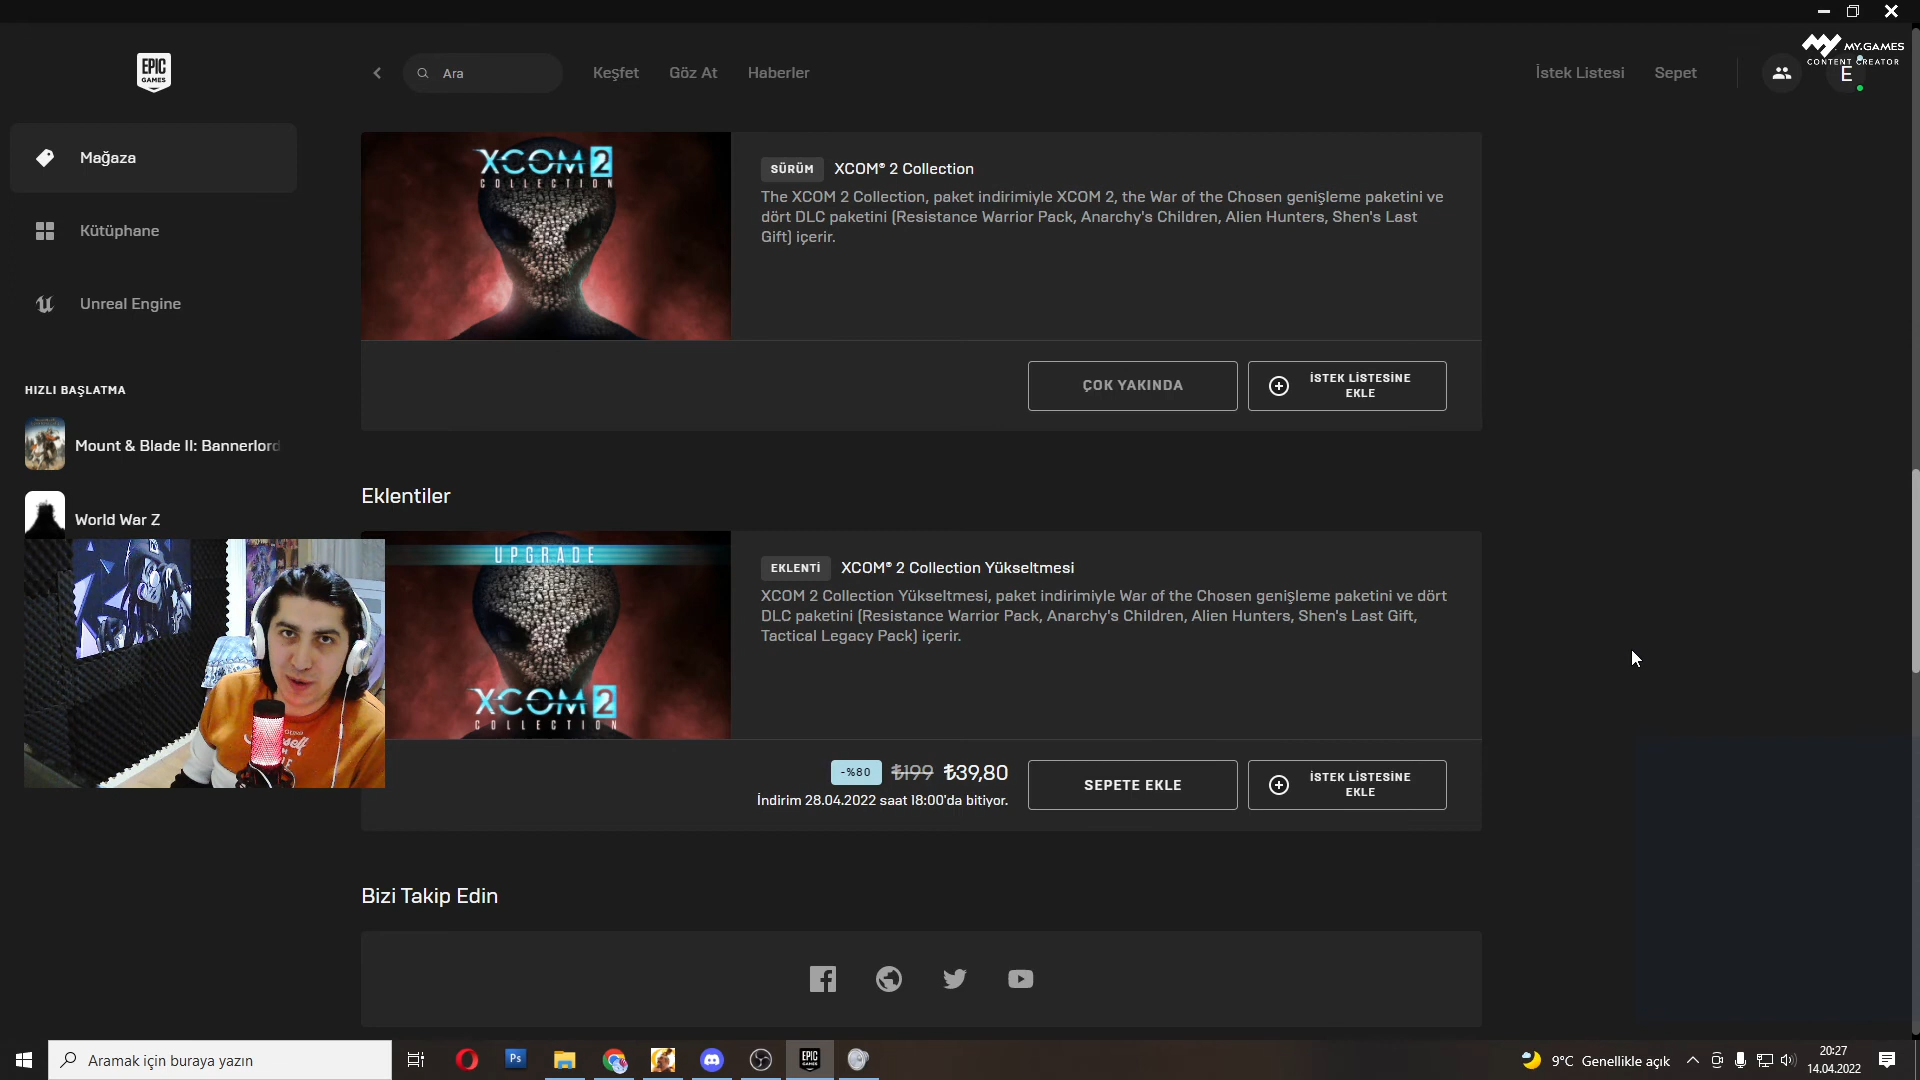 MY.GAMES
CONTENT CREATOR
EPIC
GAMES
Ara
Keşfet
Göz At
Haberler
İstek Listesi
Sepet
E
Mağaza
Kütüphane
Unreal Engine
HIZLI BAŞLATMA
Mount & Blade II: Bannerlord
World War Z
XCOM 2
COLLECTION
SÜRÜM XCOM® 2 Collection
The XCOM 2 Collection, paket indirimiyle XCOM 2, the War of the Chosen genişleme paketini ve
dört DLC paketini (Resistance Warrior Pack, Anarchy's Children, Alien Hunters, Shen's Last
Gift) içerir.
ÇOK YAKINDA
İSTEK LİSTESİNE
EKLE
Eklentiler
UPGRADE
XCOM 2
COLLECTION
EKLENTİ XCOM® 2 Collection Yükseltmesi
XCOM 2 Collection Yükseltmesi, paket indirimiyle War of the Chosen genişleme paketini ve dört
DLC paketini (Resistance Warrior Pack, Anarchy's Children, Alien Hunters, Shen's Last Gift,
Tactical Legacy Pack) içerir.
-%80 ₺199 ₺39,80
İndirim 28.04.2022 saat 18:00'da bitiyor.
SEPETE EKLE
İSTEK LİSTESİNE
EKLE
Bizi Takip Edin
Aramak için buraya yazın
Ps
EPIC
GAMES
9°C Genellikle açık
20:27
14.04.2022